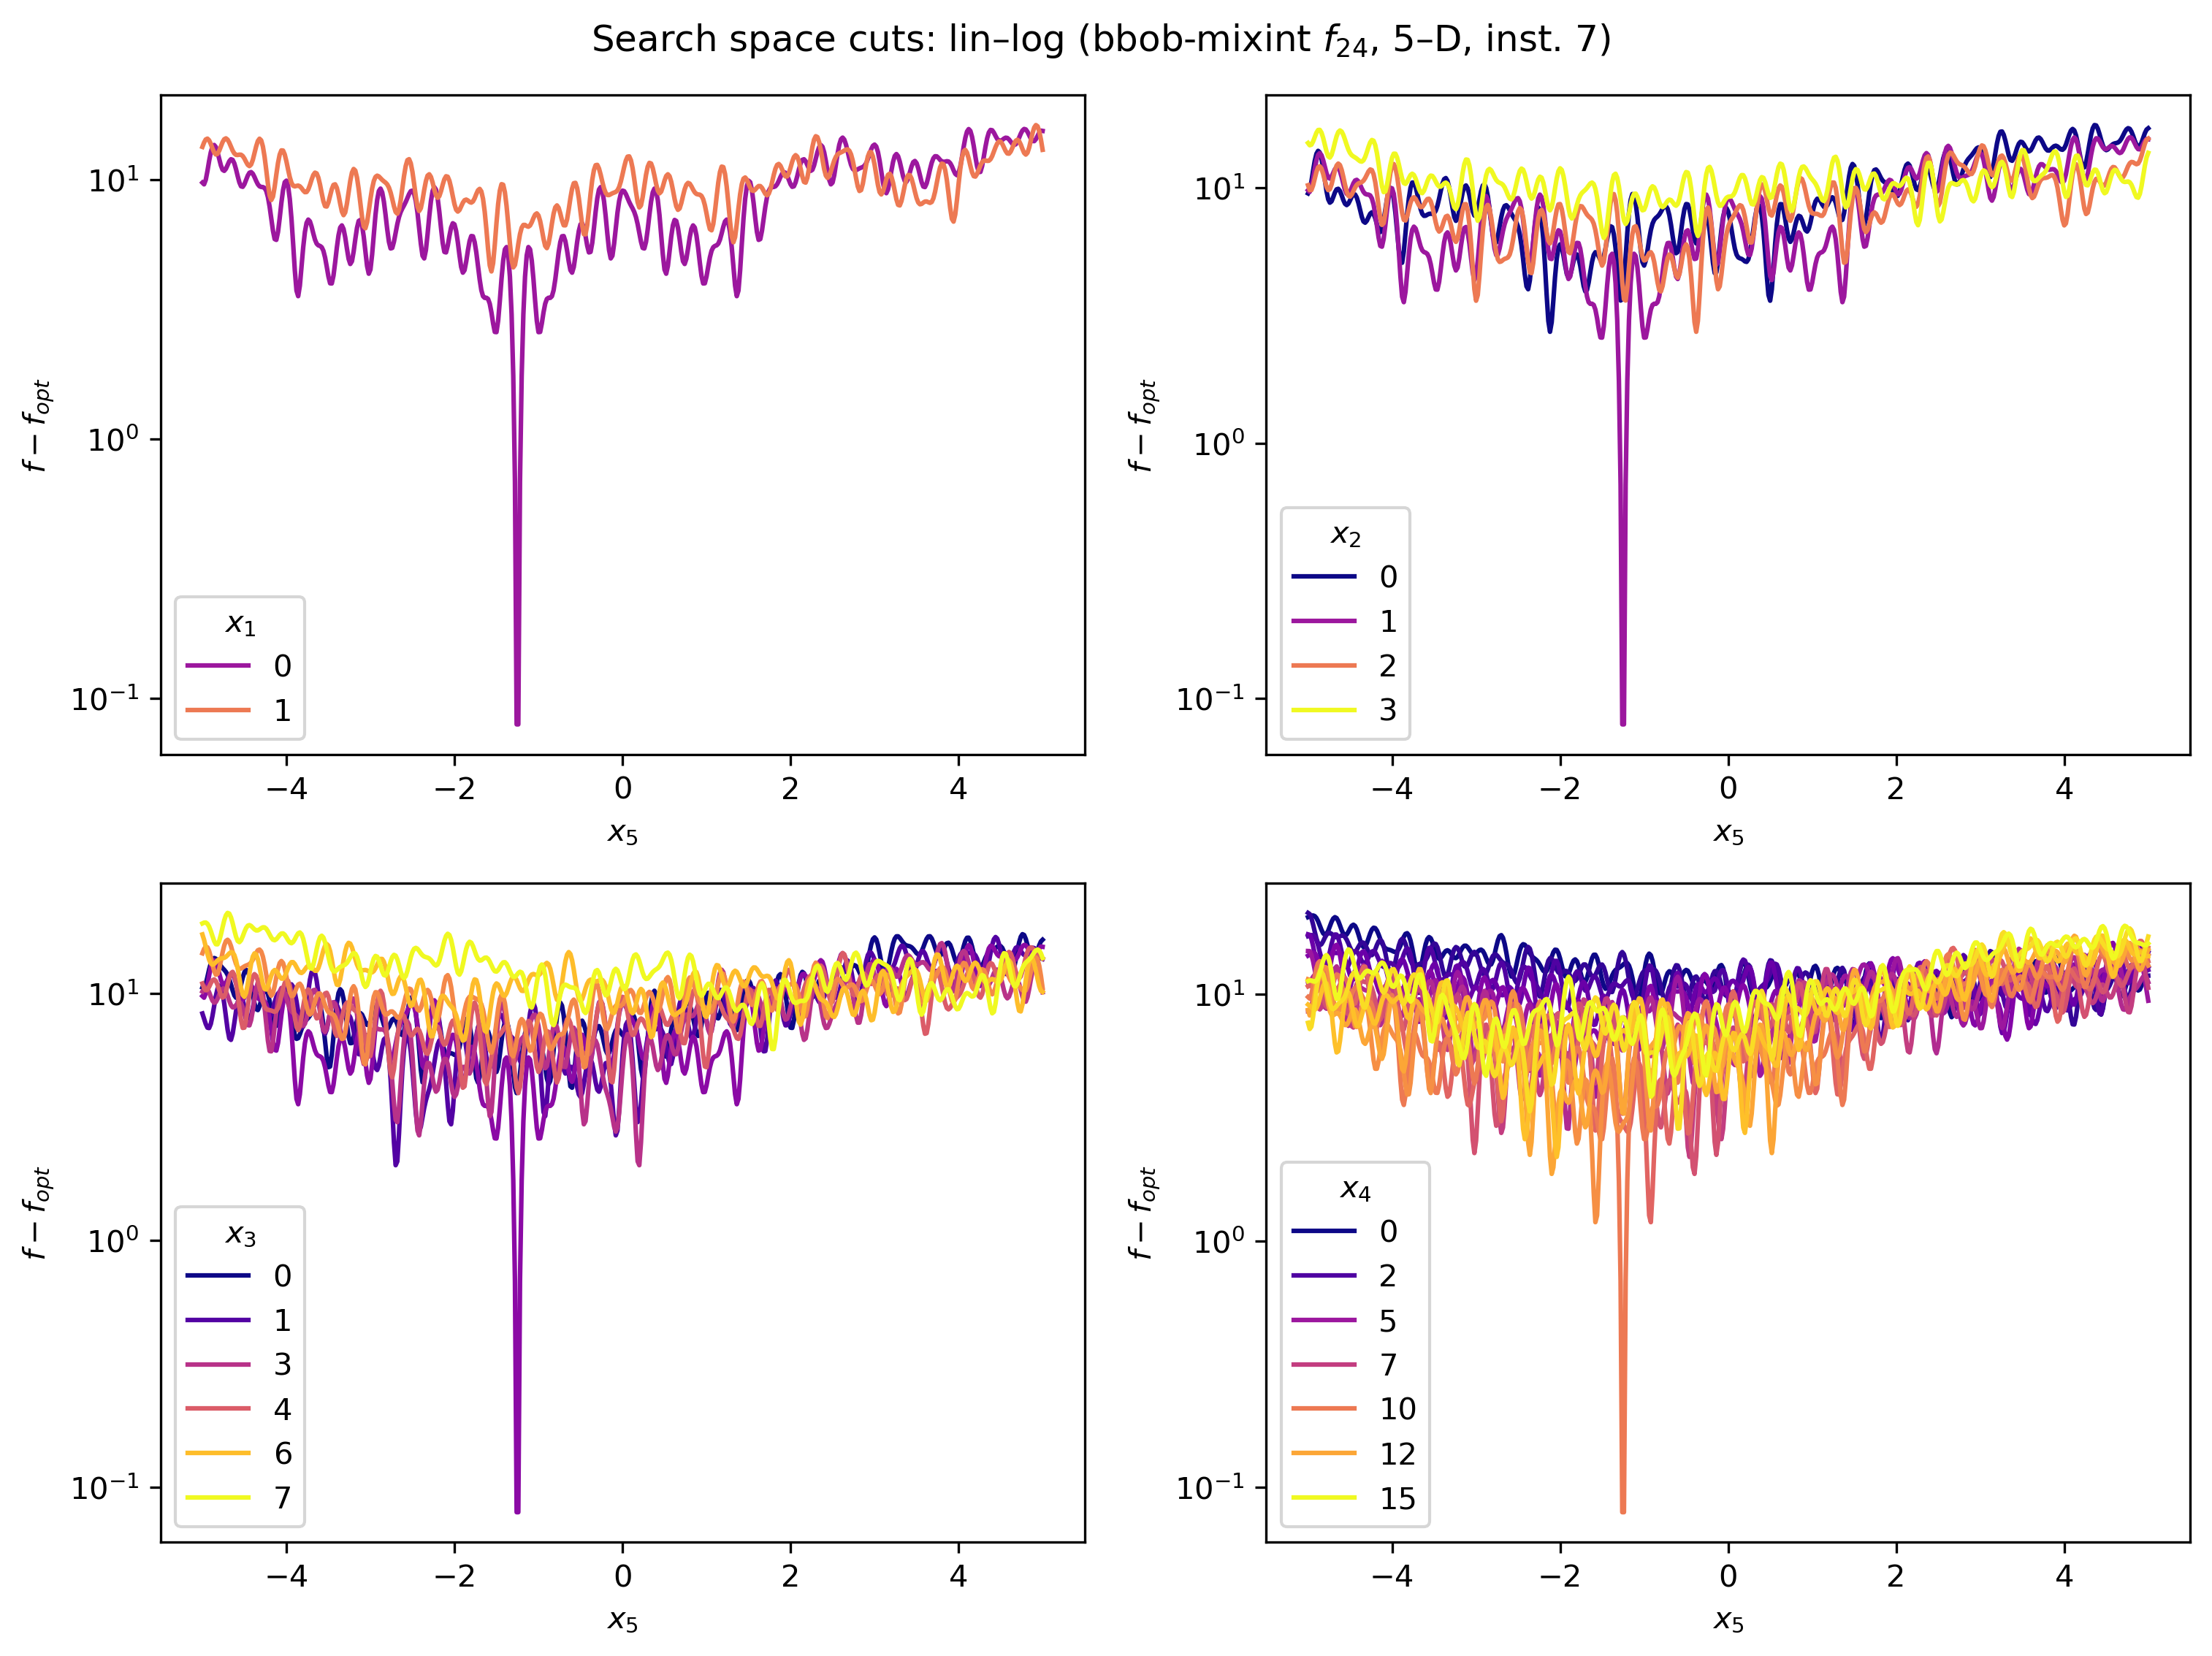 Search space cuts: lin–log (bbob-mixint f24, 5–D, inst. 7)
10^1
10^0
10^−1
f − fopt
x1
0
1
−4 −2 0 2 4
x5
10^1
10^0
10^−1
f − fopt
x2
0
1
2
3
−4 −2 0 2 4
x5
10^1
10^0
10^−1
f − fopt
x3
0
1
3
4
6
7
−4 −2 0 2 4
x5
10^1
10^0
10^−1
f − fopt
x4
0
2
5
7
10
12
15
−4 −2 0 2 4
x5